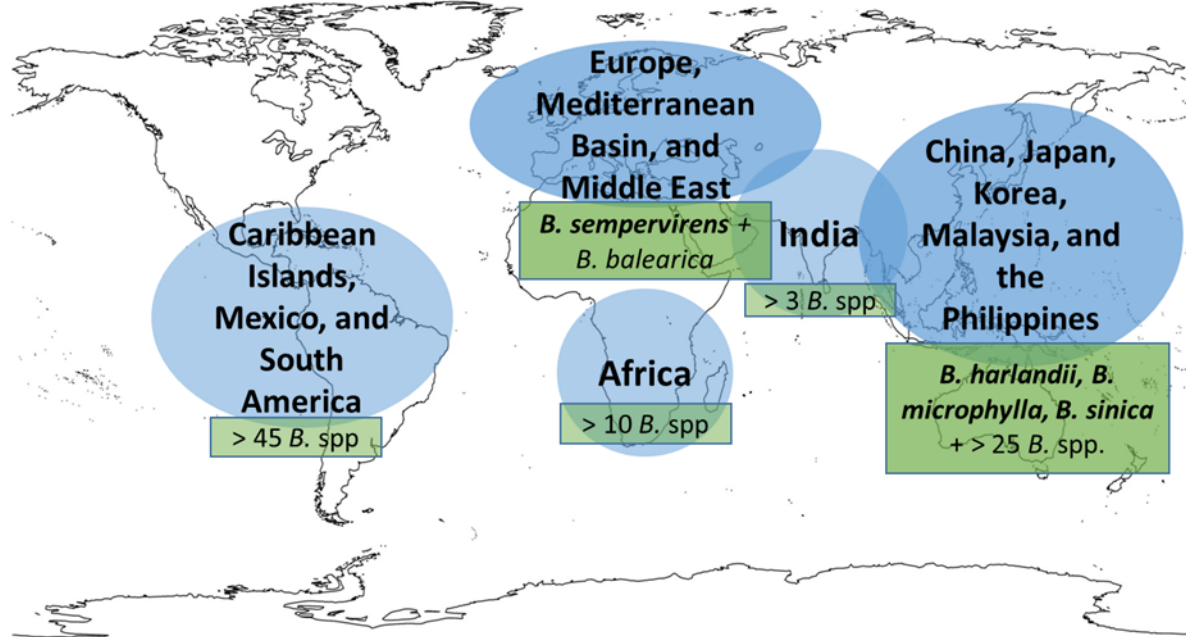 Europe,
Mediterranean
Basin, and
Middle East
B. sempervirens +
B. balearica
China, Japan,
Korea,
Malaysia, and
the
Philippines
B. harlandii, B.
microphylla, B. sinica
+ > 25 B. spp.
India
> 3 B. spp
Caribbean
Islands,
Mexico, and
South
America
> 45 B. spp
Africa
> 10 B. spp